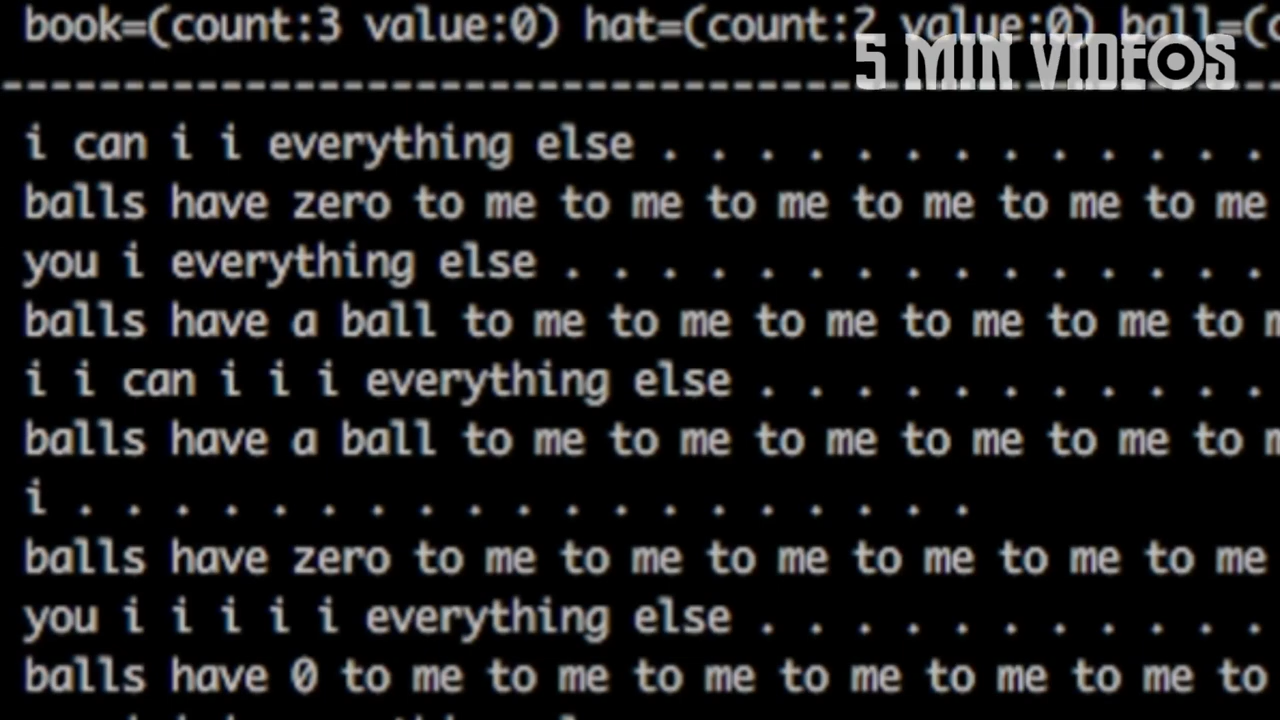 book=(count:3 value:0) hat=(count:2 value:0) ball=(c
5 MIN VIDEOS
i can i i everything else . . . . . . . . . . . . .
balls have zero to me to me to me to me to me to me
you i everything else . . . . . . . . . . . . . . .
balls have a ball to me to me to me to me to me to m
i i can i i i everything else . . . . . . . . . . .
balls have a ball to me to me to me to me to me to m
i . . . . . . . . . . . . . . . . . . .
balls have zero to me to me to me to me to me to me
you i i i i i everything else . . . . . . . . . . .
balls have 0 to me to me to me to me to me to me to